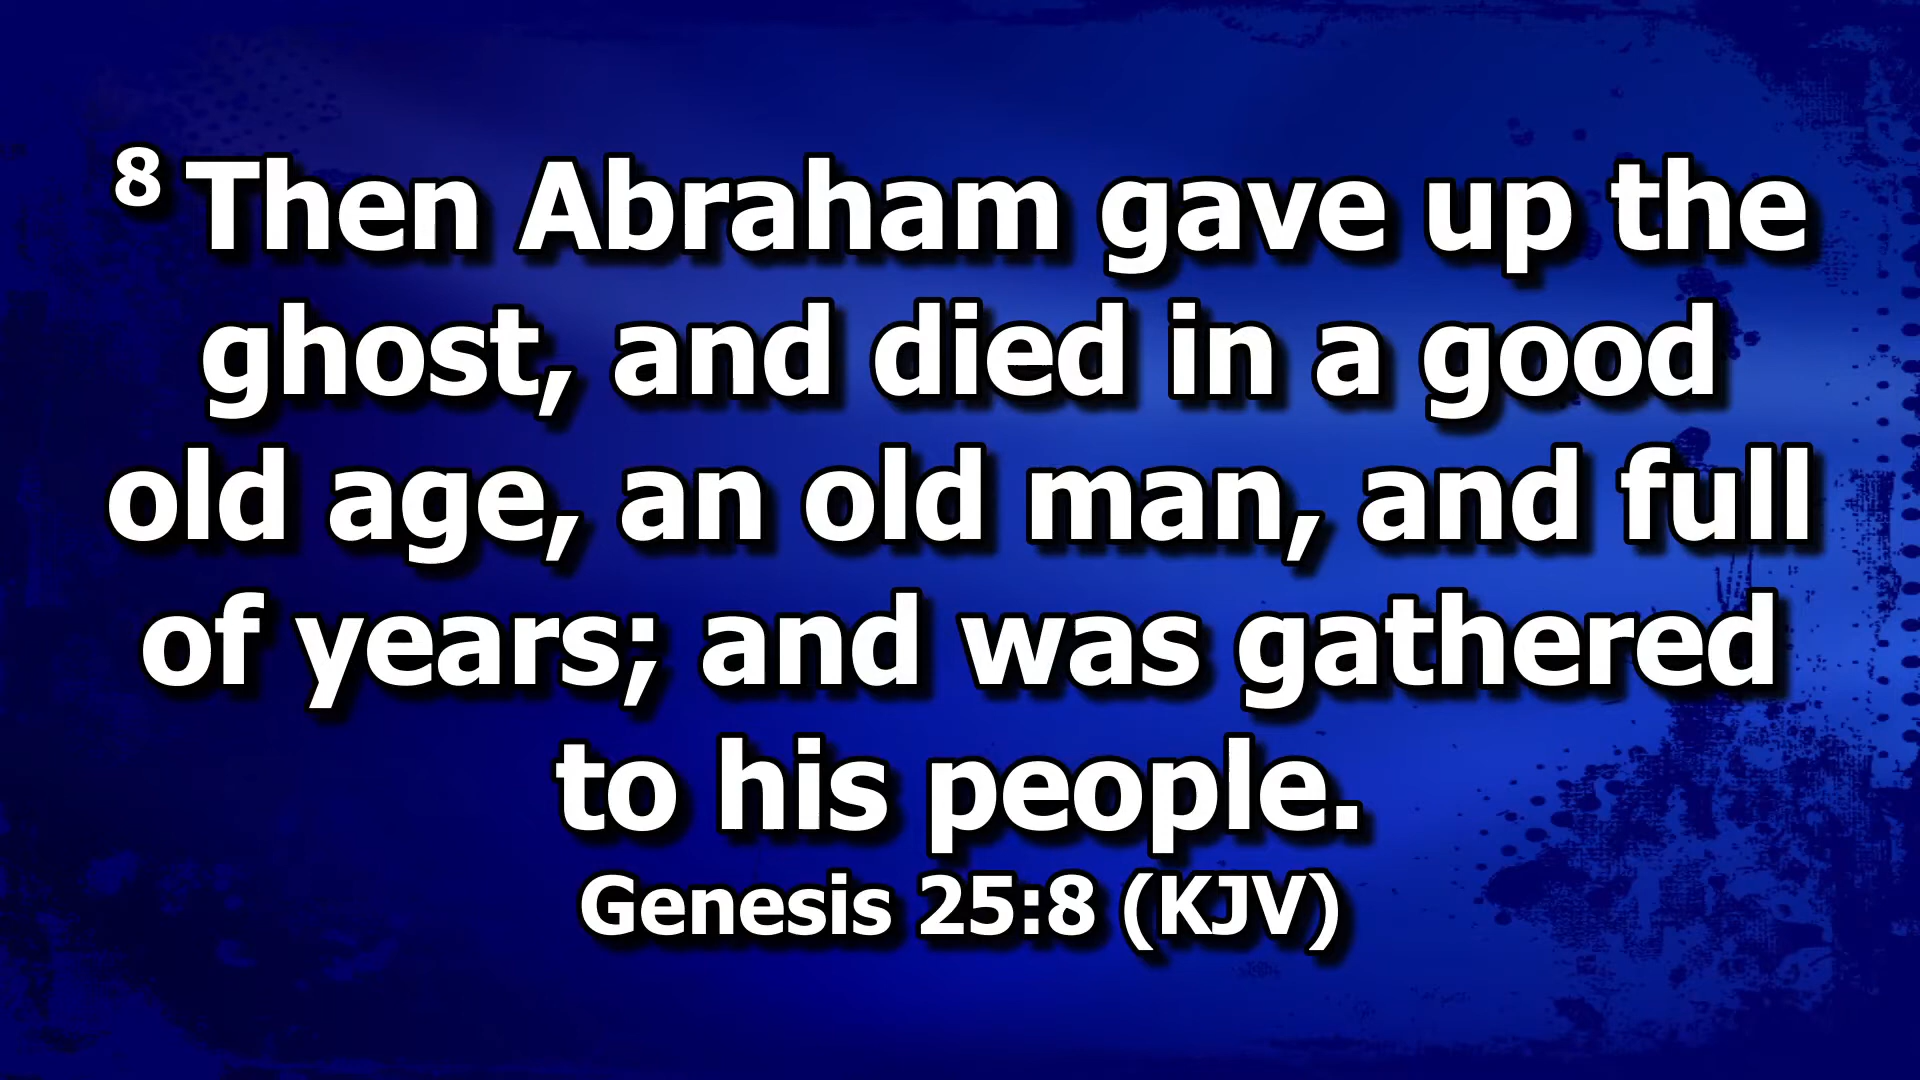 8 Then Abraham gave up the
ghost, and died in a good
old age, an old man, and full
of years; and was gathered
to his people.
Genesis 25:8 (KJV)